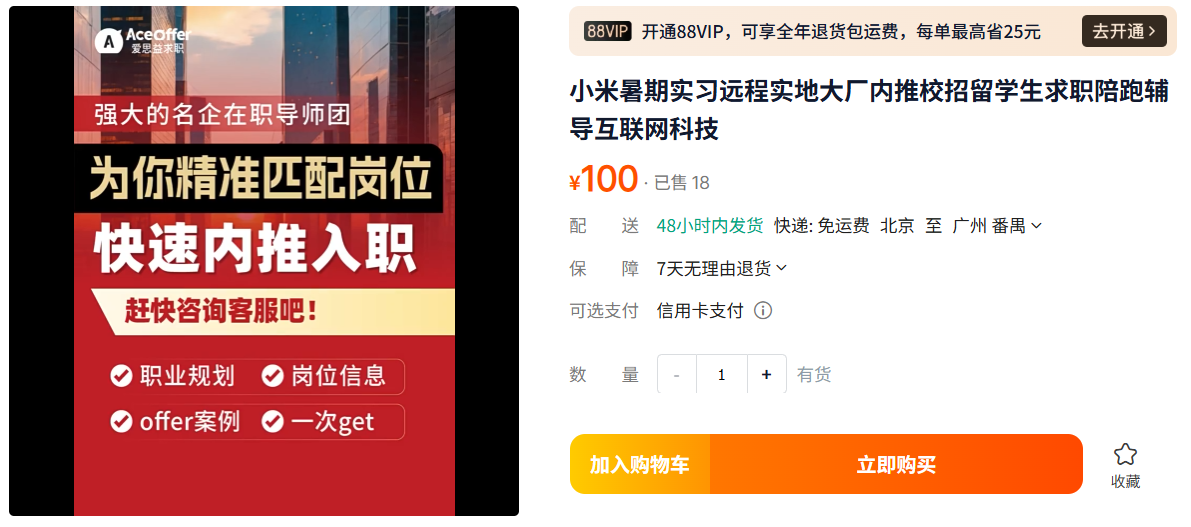 AceOffer
爱思益求职
强大的名企在职导师团
为你精准匹配岗位
快速内推入职
赶快咨询客服吧!
职业规划 岗位信息
offer案例 一次get
88VIP 开通88VIP，可享全年退货包运费，每单最高省25元 去开通
小米暑期实习远程实地大厂内推校招留学生求职陪跑辅
导互联网科技
¥100 · 已售 18
配 送 48小时内发货 快递: 免运费 北京 至 广州 番禺
保 障 7天无理由退货
可选支付 信用卡支付
数 量 - 1 + 有货
加入购物车 立即购买
收藏